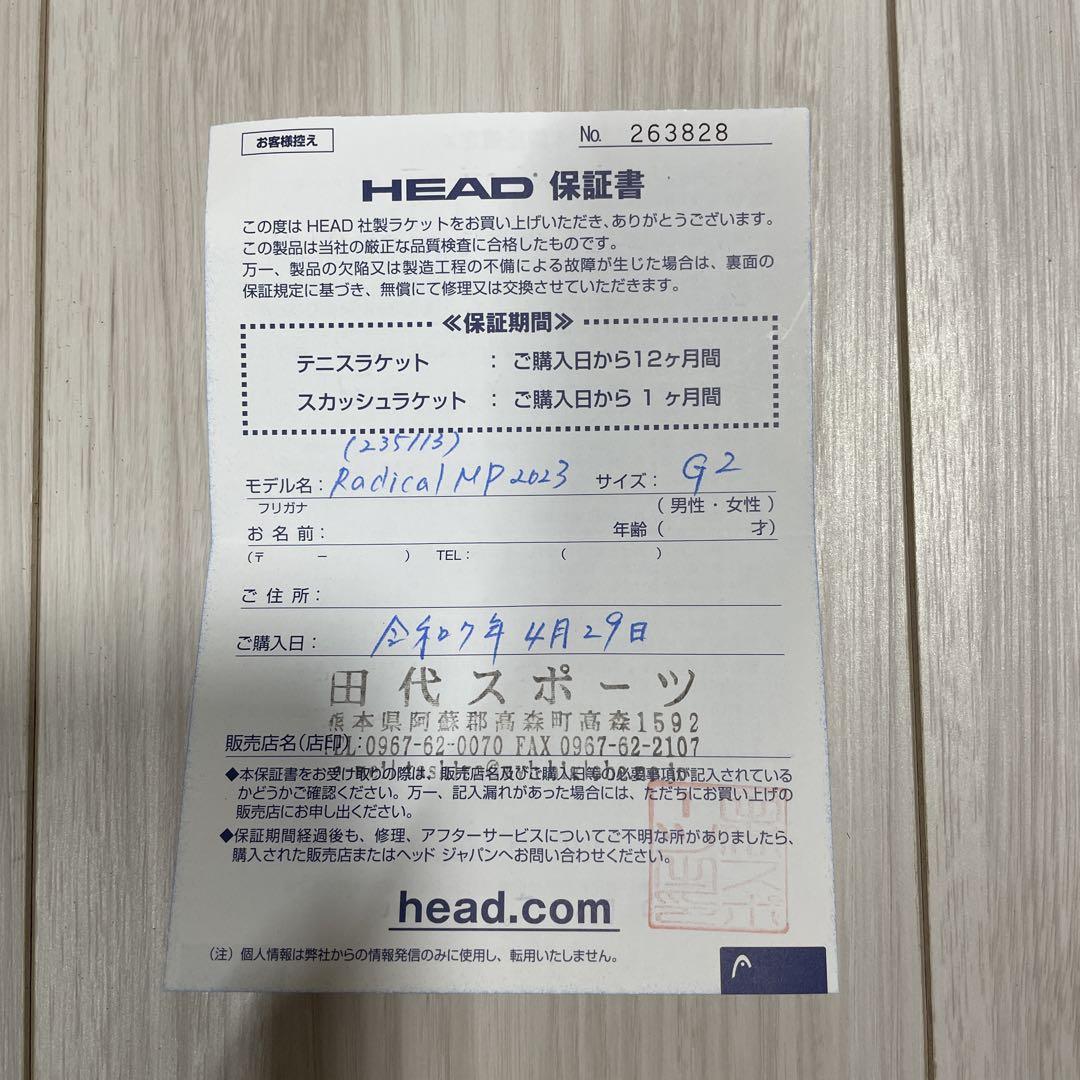 お客様控え
No. 263828
HEAD 保証書
この度は HEAD 社製ラケットをお買い上げいただき、ありがとうございます。
この製品は当社の厳正な品質検査に合格したものです。
万一、製品の欠陥又は製造工程の不備による故障が生じた場合は、裏面の
保証規定に基づき、無償にて修理又は交換させていただきます。
≪保証期間≫
テニスラケット : ご購入日から12ヶ月間
スカッシュラケット : ご購入日から 1 ヶ月間
(235113)
モデル名: Radical MP 2023 サイズ: G2
フリガナ (男性・女性)
お名前: 年齢( 才)
(〒 - ) TEL: ( )
ご住所:
ご購入日: 令和7年4月29日
田代スポーツ
熊本県阿蘇郡高森町高森1592
販売店名(店印): TEL 0967-62-0070 FAX 0967-62-2107
◆本保証書をお受け取りの際は、販売店名及びご購入日等の必要事項が記入されている
かどうかご確認ください。万一、記入漏れがあった場合には、ただちにお買い上げの
販売店にお申し出ください。
◆保証期間経過後も、修理、アフターサービスについてご不明な所がありましたら、
購入された販売店またはヘッド ジャパンへお問い合わせください。
head.com
(注) 個人情報は弊社からの情報発信のみに使用し、転用いたしません。